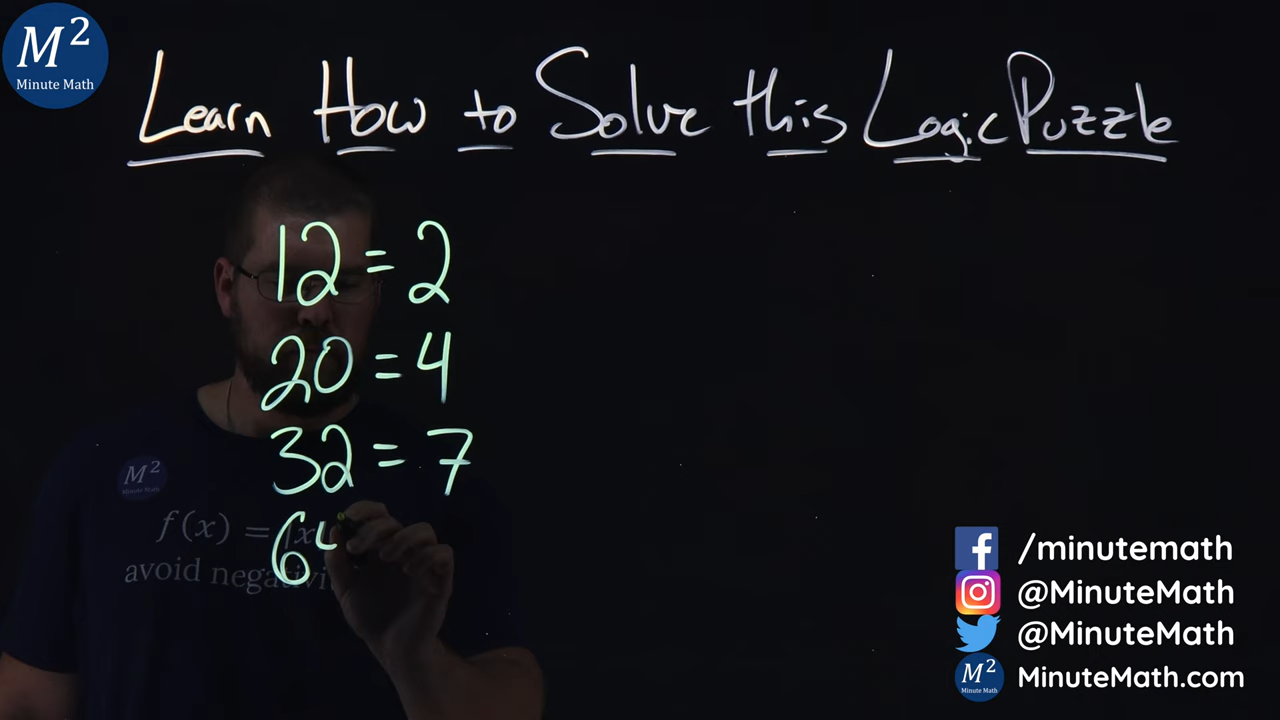 M²
Minute Math
Learn How to Solve this Logic Puzzle
12 = 2
20 = 4
32 = 7
64
M²
Minute Math
f(x) =
avoid
/minutemath
@MinuteMath
@MinuteMath
M²
Minute Math
MinuteMath.com